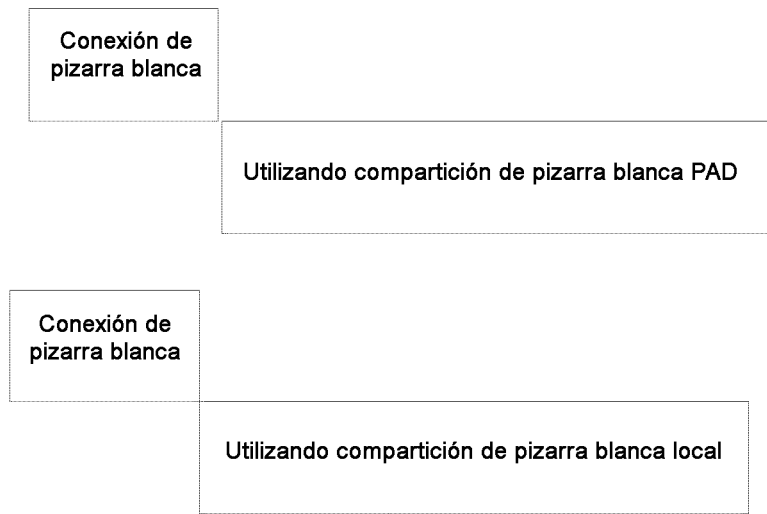 Conexión de
pizarra blanca
Utilizando compartición de pizarra blanca PAD
Conexión de
pizarra blanca
Utilizando compartición de pizarra blanca local